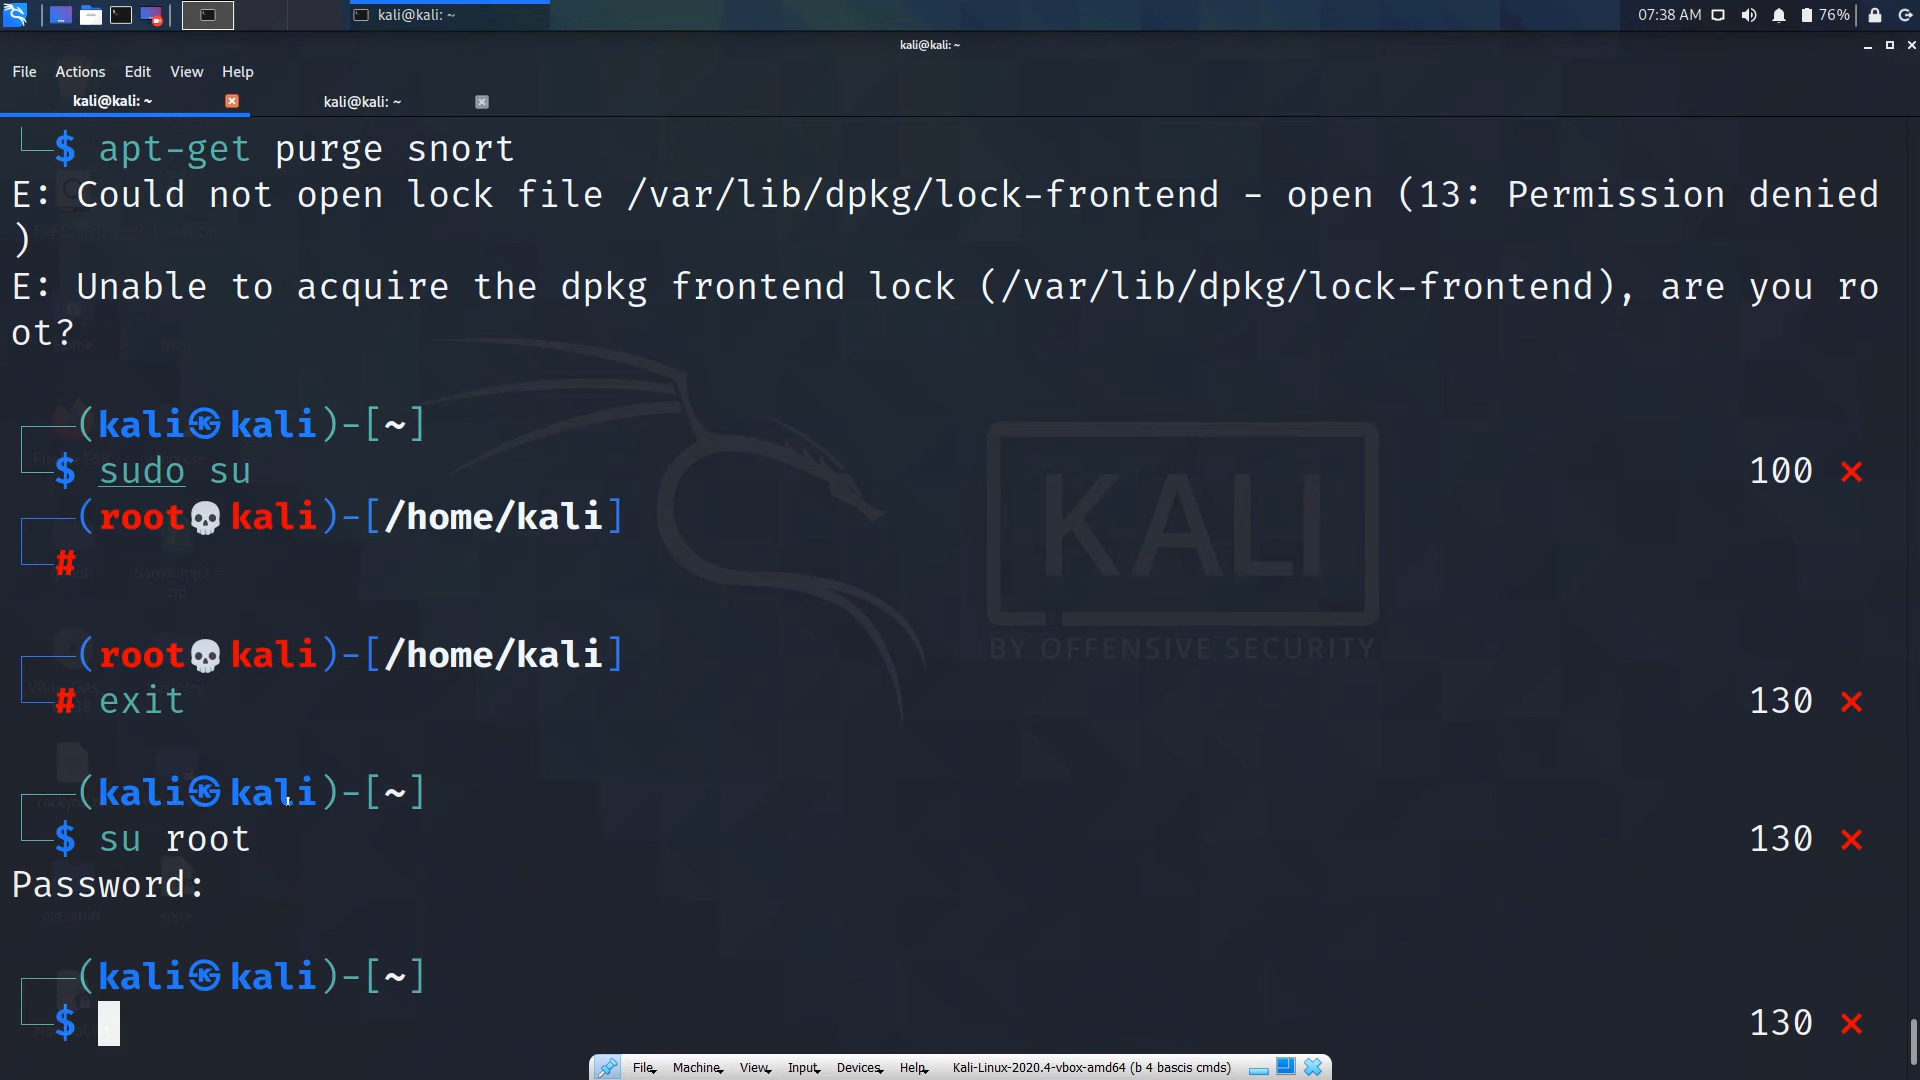 kali@kali: ~
07:38 AM
76%
kali@kali: ~
File Actions Edit View Help
kali@kali: ~
kali@kali: ~
$ apt-get purge snort
E: Could not open lock file /var/lib/dpkg/lock-frontend - open (13: Permission denied
)
E: Unable to acquire the dpkg frontend lock (/var/lib/dpkg/lock-frontend), are you ro
ot?
(kali㉿kali)-[~]
$ sudo su
100 ✕
(root💀kali)-[/home/kali]
#
(root💀kali)-[/home/kali]
# exit
130 ✕
(kali㉿kali)-[~]
$ su root
130 ✕
Password:
(kali㉿kali)-[~]
$
130 ✕
KALI
BY OFFENSIVE SECURITY
File Machine View Input Devices Help Kali-Linux-2020.4-vbox-amd64 (b 4 bascis cmds)